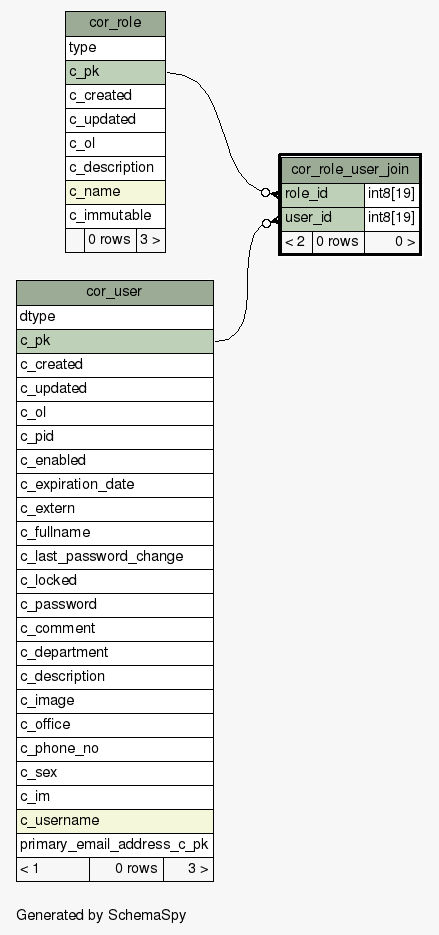 cor_role
type
c_pk
c_created
c_updated
c_ol
c_description
c_name
c_immutable
0 rows 3 >
cor_role_user_join
role_id int8[19]
user_id int8[19]
< 2 0 rows 0 >
cor_user
dtype
c_pk
c_created
c_updated
c_ol
c_pid
c_enabled
c_expiration_date
c_extern
c_fullname
c_last_password_change
c_locked
c_password
c_comment
c_department
c_description
c_image
c_office
c_phone_no
c_sex
c_im
c_username
primary_email_address_c_pk
< 1 0 rows 3 >
Generated by SchemaSpy